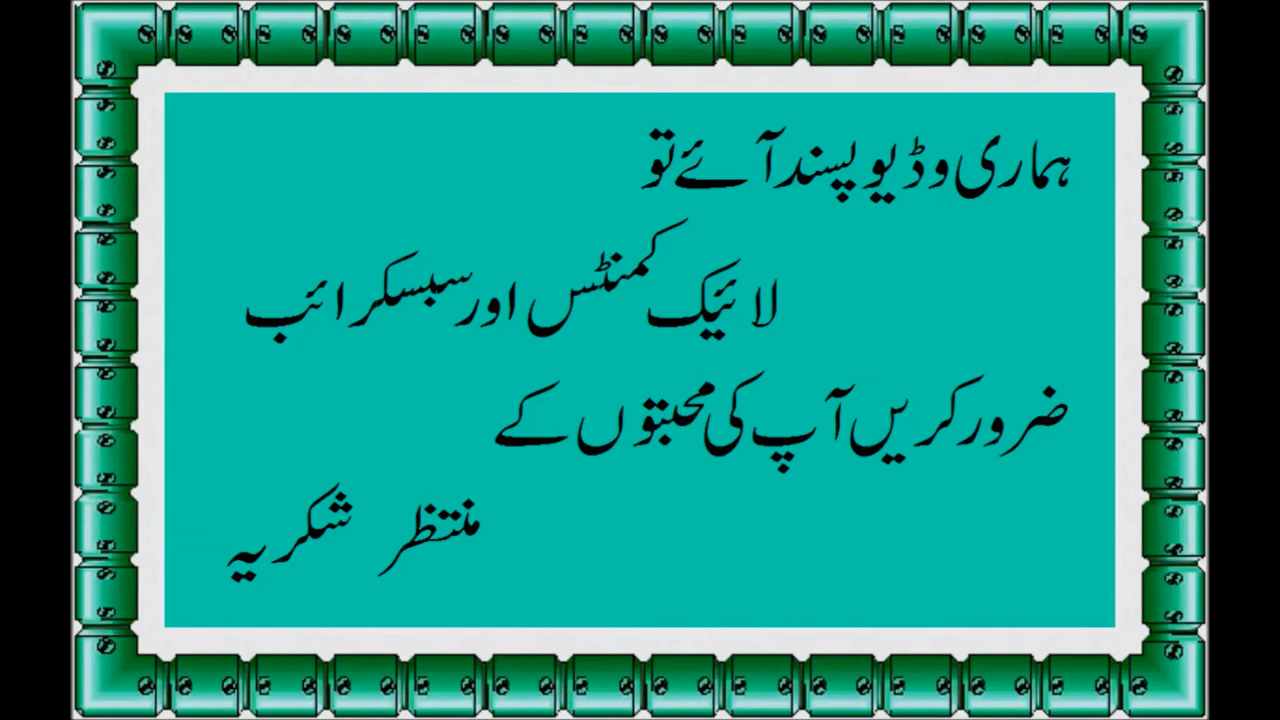 ہماری وڈیو پسند آئے تو
لائیک کمنٹس اور سبسکرائب
ضرور کریں آپ کی محبتوں کے
منتظر شکریہ